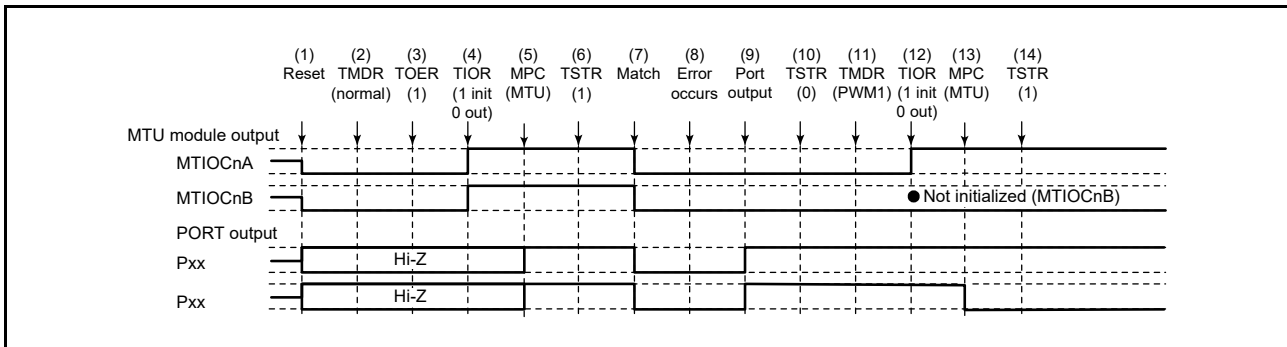 (1) (2) (3) (4) (5) (6) (7) (8) (9) (10) (11) (12) (13) (14)
Reset TMDR TOER TIOR MPC TSTR Match Error Port TSTR TMDR TIOR MPC TSTR
(normal) (1) (1 init (MTU) (1) occurs output (0) (PWM1) (1 init (MTU) (1)
0 out) 0 out)
MTU module output
MTIOCnA
MTIOCnB
Not initialized (MTIOCnB)
PORT output
Pxx Hi-Z
Pxx Hi-Z